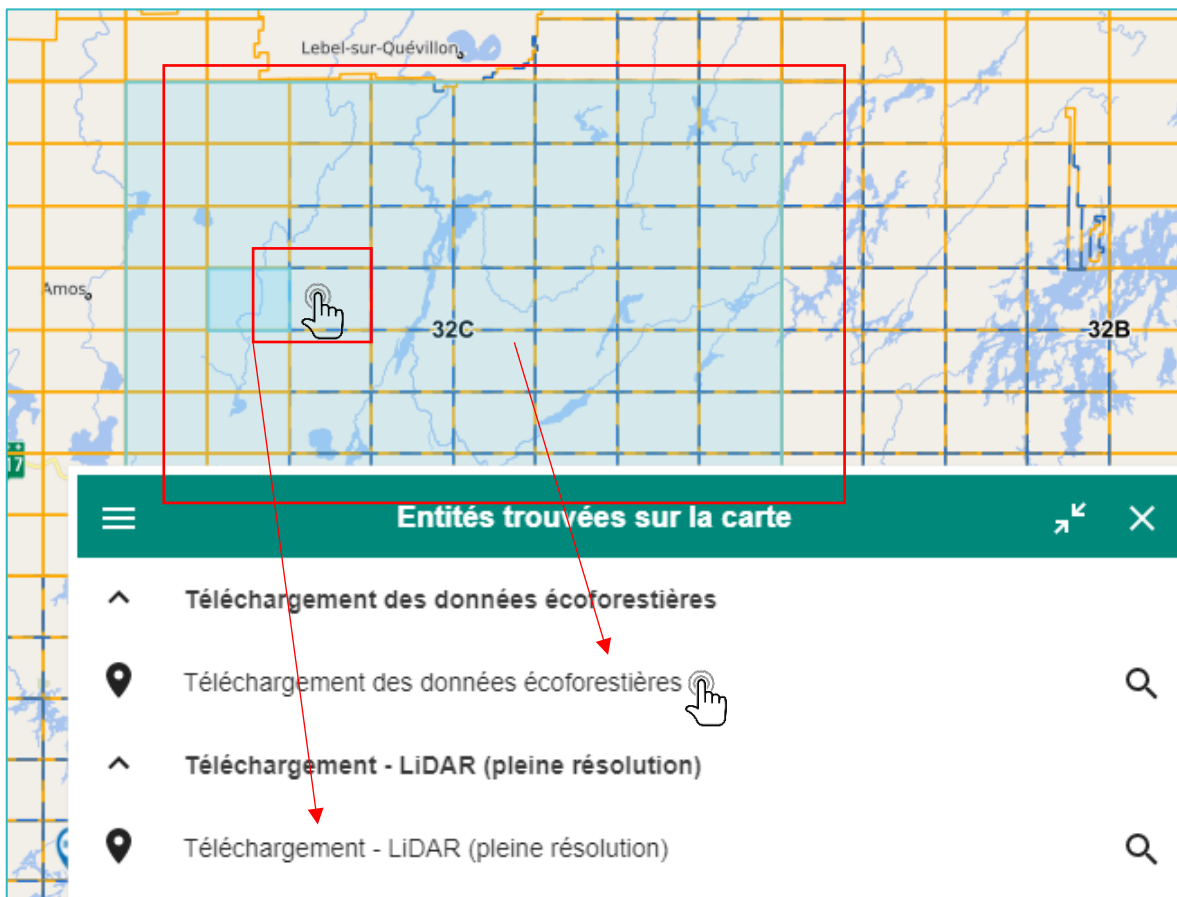 Lebel-sur-Quévillon
Amos
32C
32B
17
Entités trouvées sur la carte
Téléchargement des données écoforestières
Téléchargement des données écoforestières
Téléchargement - LiDAR (pleine résolution)
Téléchargement - LiDAR (pleine résolution)